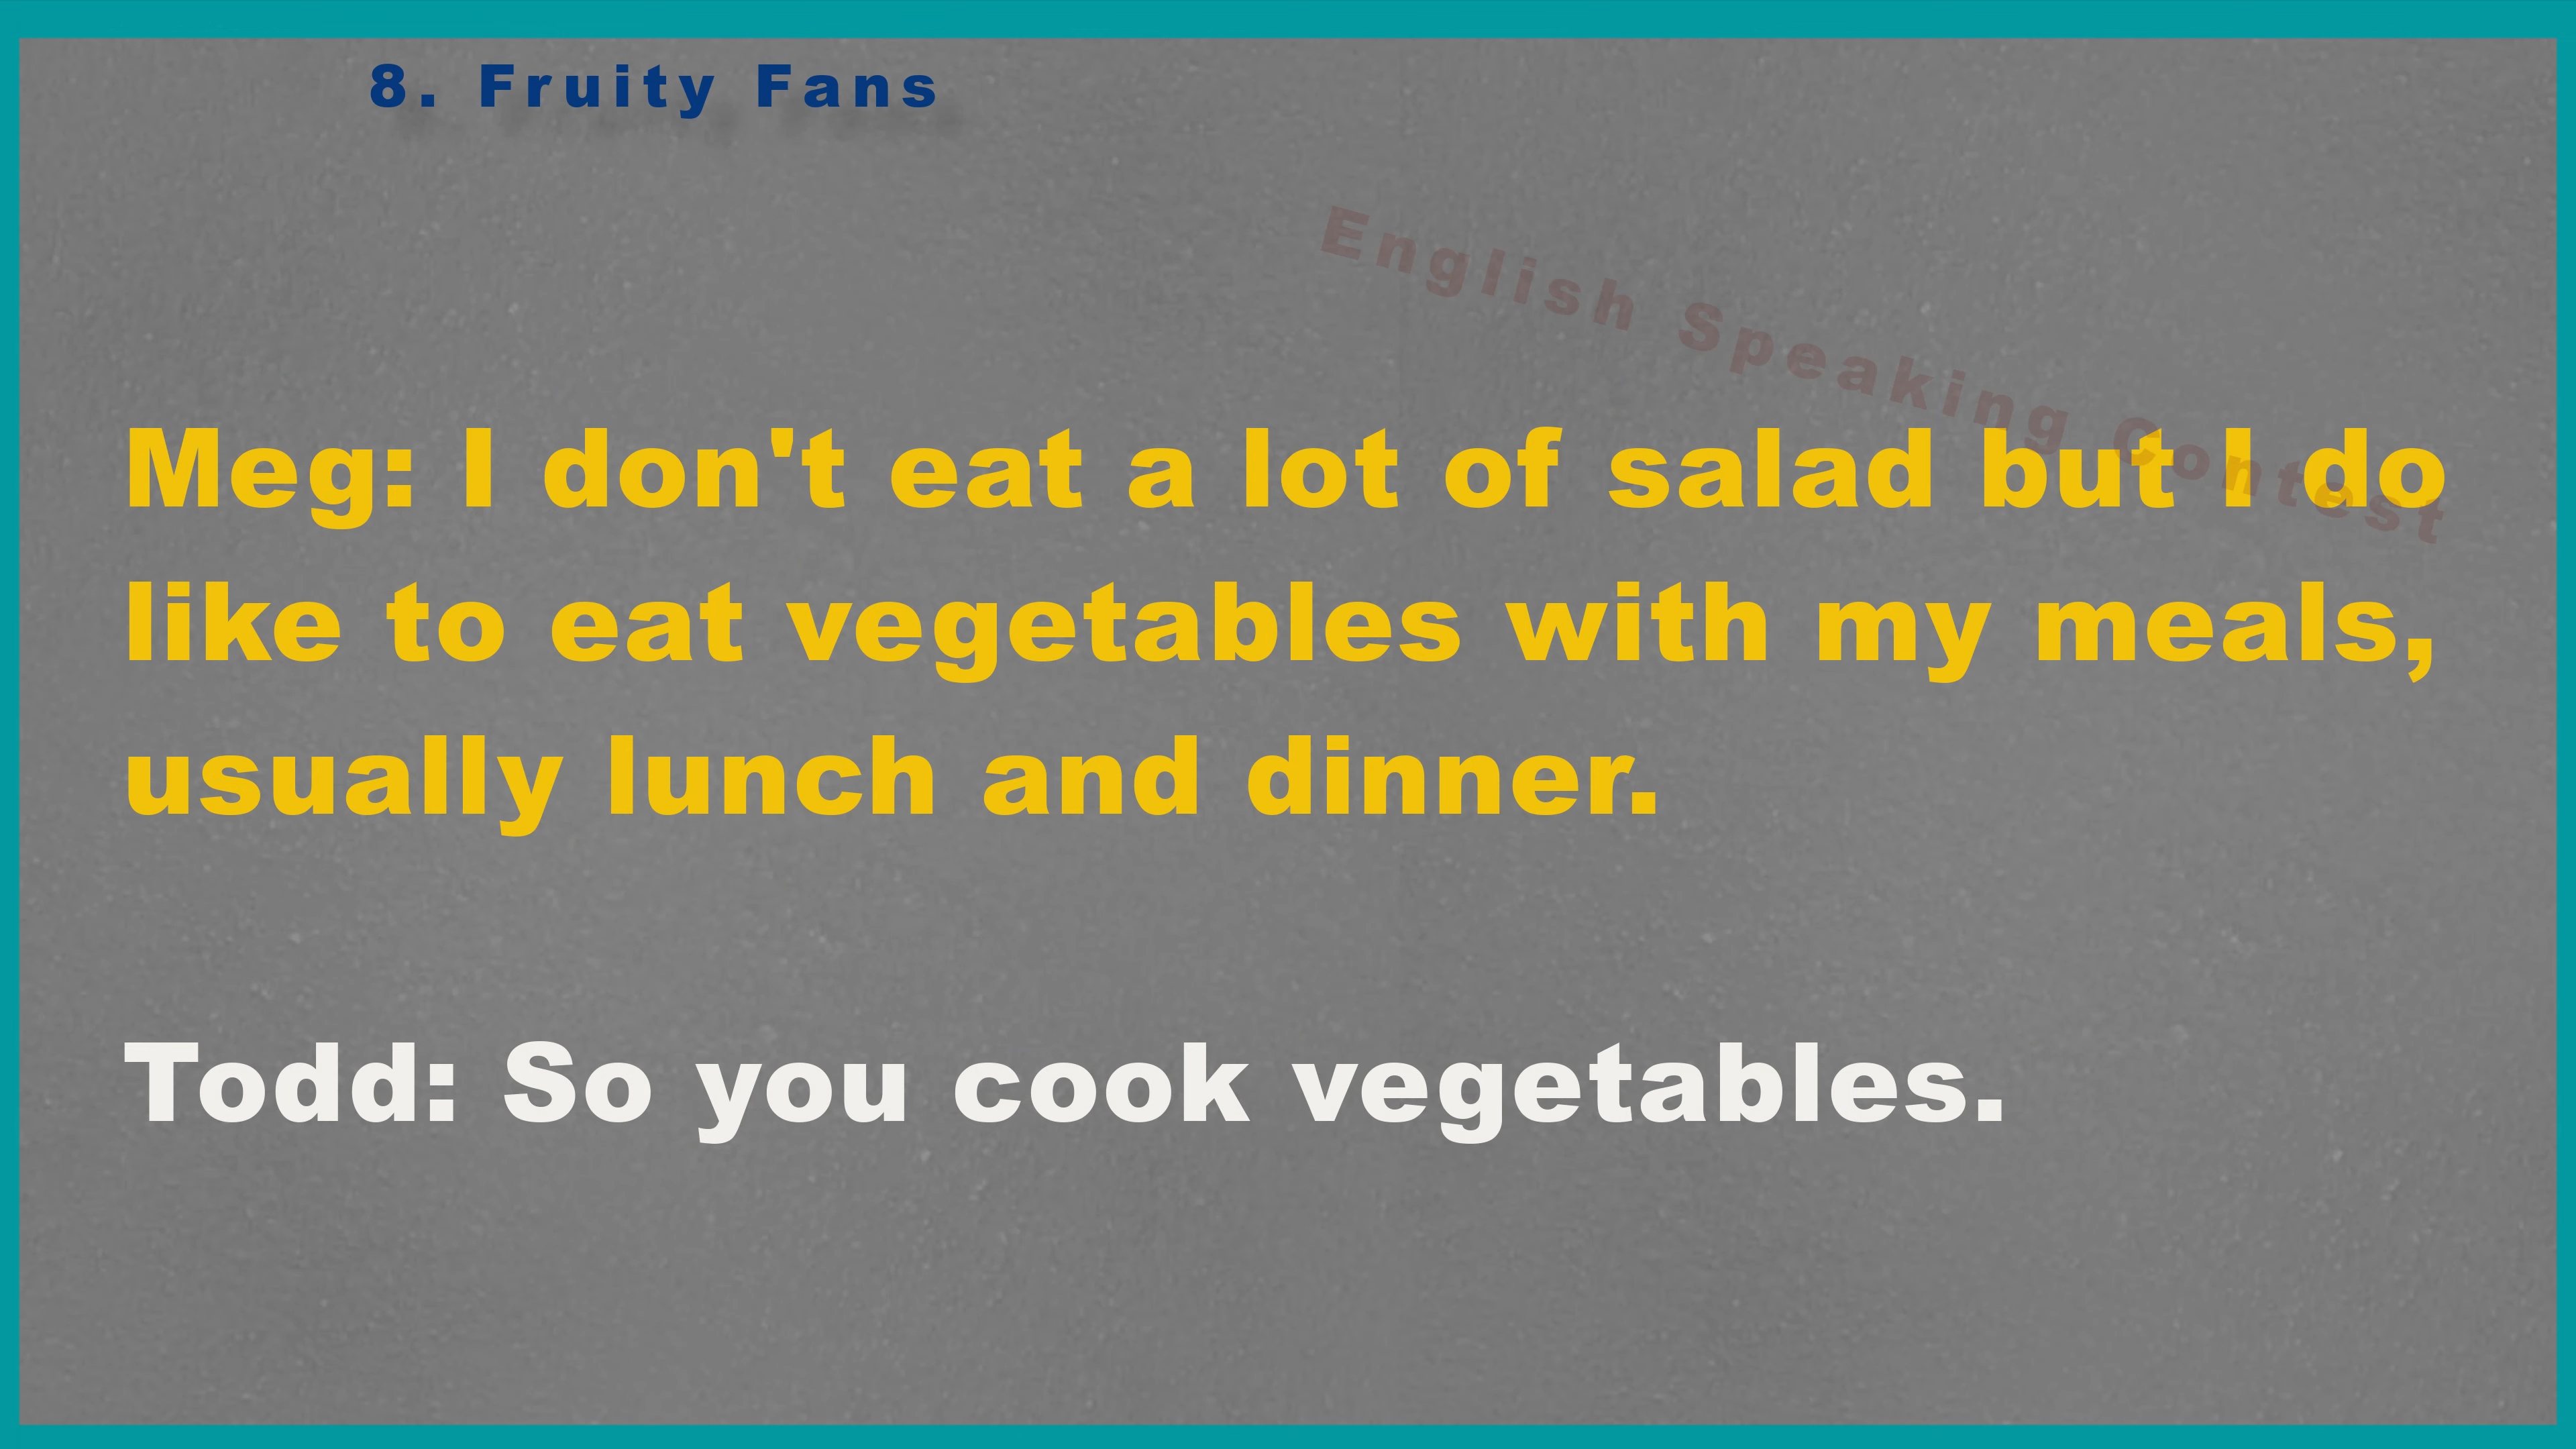 8. Fruity Fans
English Speaking Contest
Meg: I don't eat a lot of salad but I do
like to eat vegetables with my meals,
usually lunch and dinner.
Todd: So you cook vegetables.